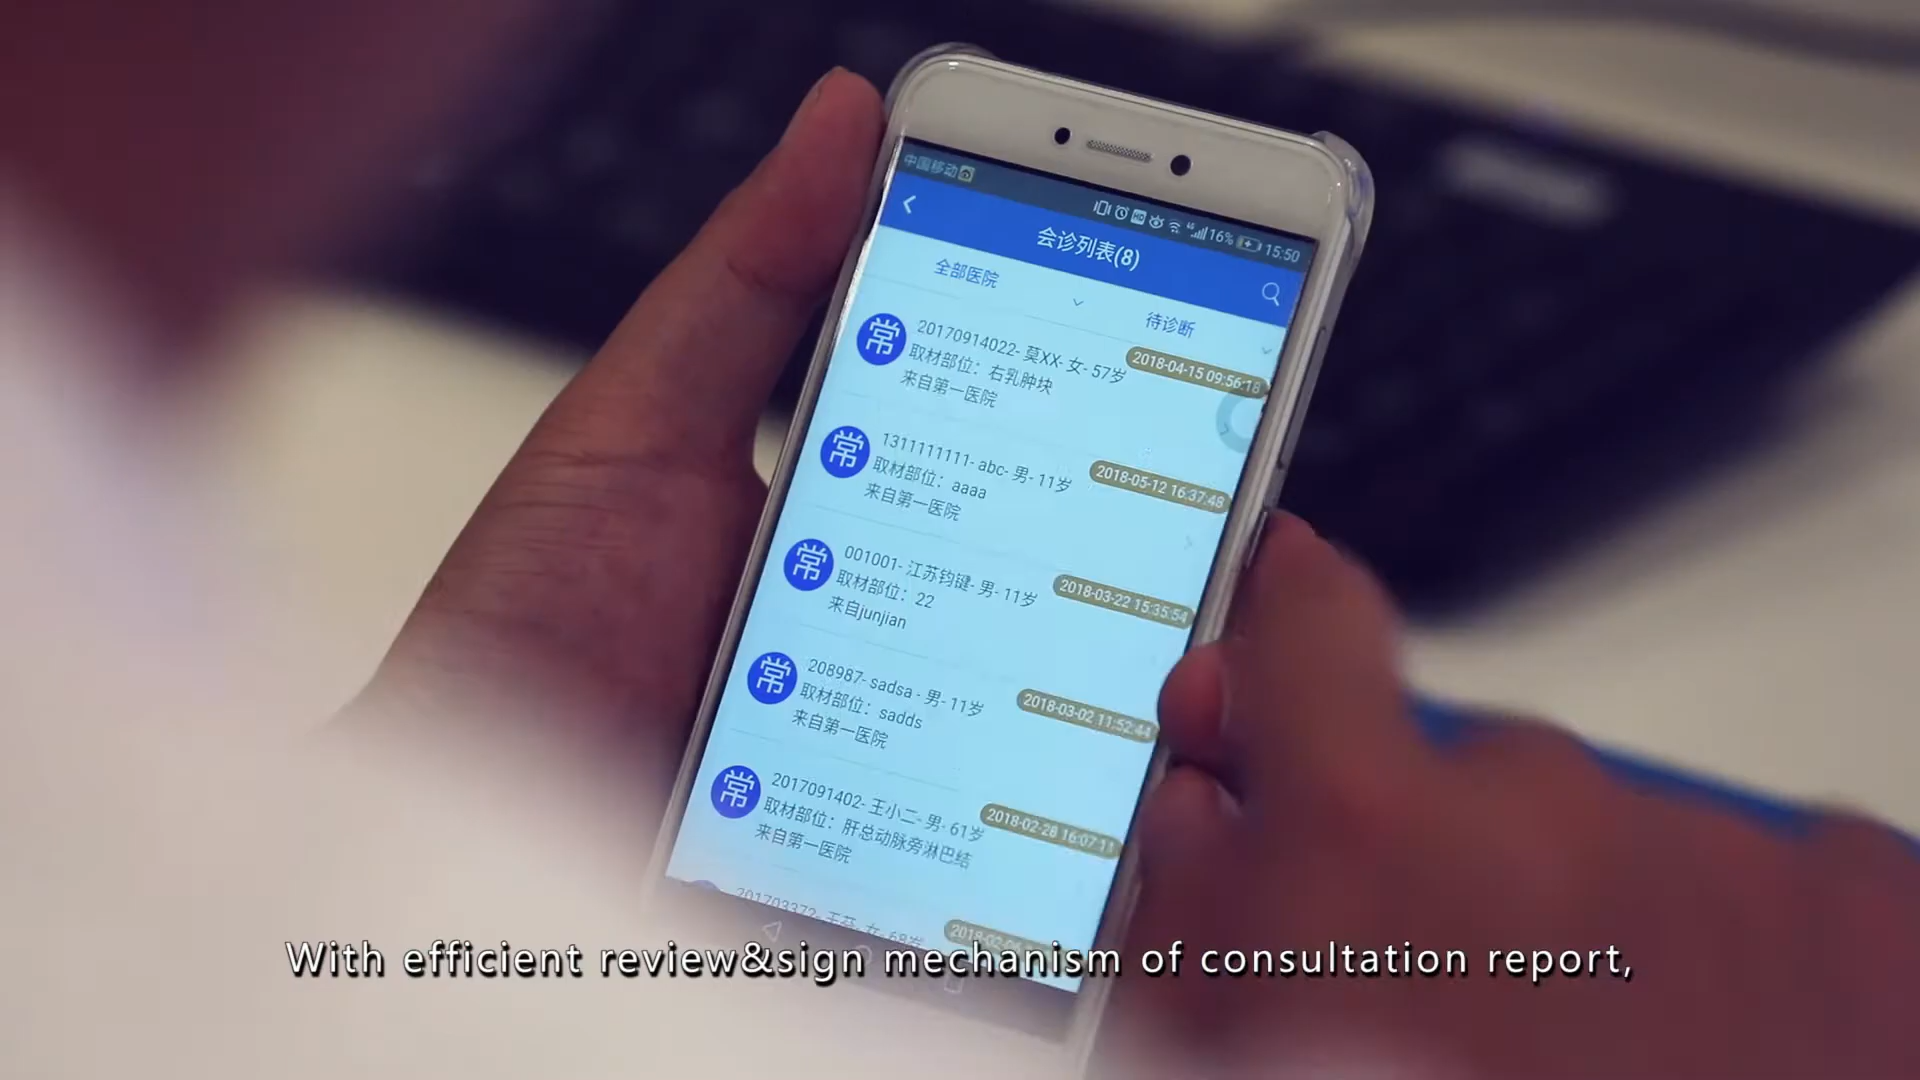 中国移动
16% 15:50
会诊列表(8)
全部医院
待诊断
常
20170914022- 莫XX- 女- 57岁
2018-04-15 09:56:18
取材部位：右乳肿块
来自第一医院
常
1311111111- abc- 男- 11岁
2018-05-12 16:37:48
取材部位：aaaa
来自第一医院
常
001001- 江苏钧键- 男- 11岁
2018-03-22 15:35:54
取材部位：22
来自junjian
常
208987- sadsa - 男- 11岁
2018-03-02 11:52:44
取材部位：sadds
来自第一医院
常
2017091402- 王小二- 男- 61岁
2018-02-28 16:07:11
取材部位：肝总动脉旁淋巴结
来自第一医院
201703372- 王芬- 女- 68岁
With efficient review&sign mechanism of consultation report,